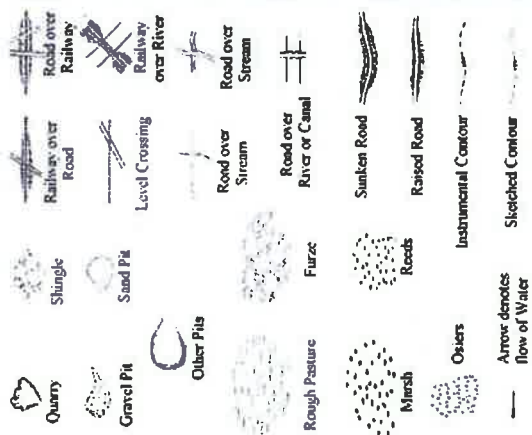 Quarry
Shingle
Gravel Pit
Sand Pit
Other Pits
Railway over
Road
Road over
Railway
Level Crossing
Railway
over River
Road over
Stream
Road over
Stream
Rough Pasture
Furze
Road over
River or Canal
Marsh
Reeds
Sunken Road
Osiers
Raised Road
Arrow denotes
flow of Water
Instrumental Contour
Sketched Contour